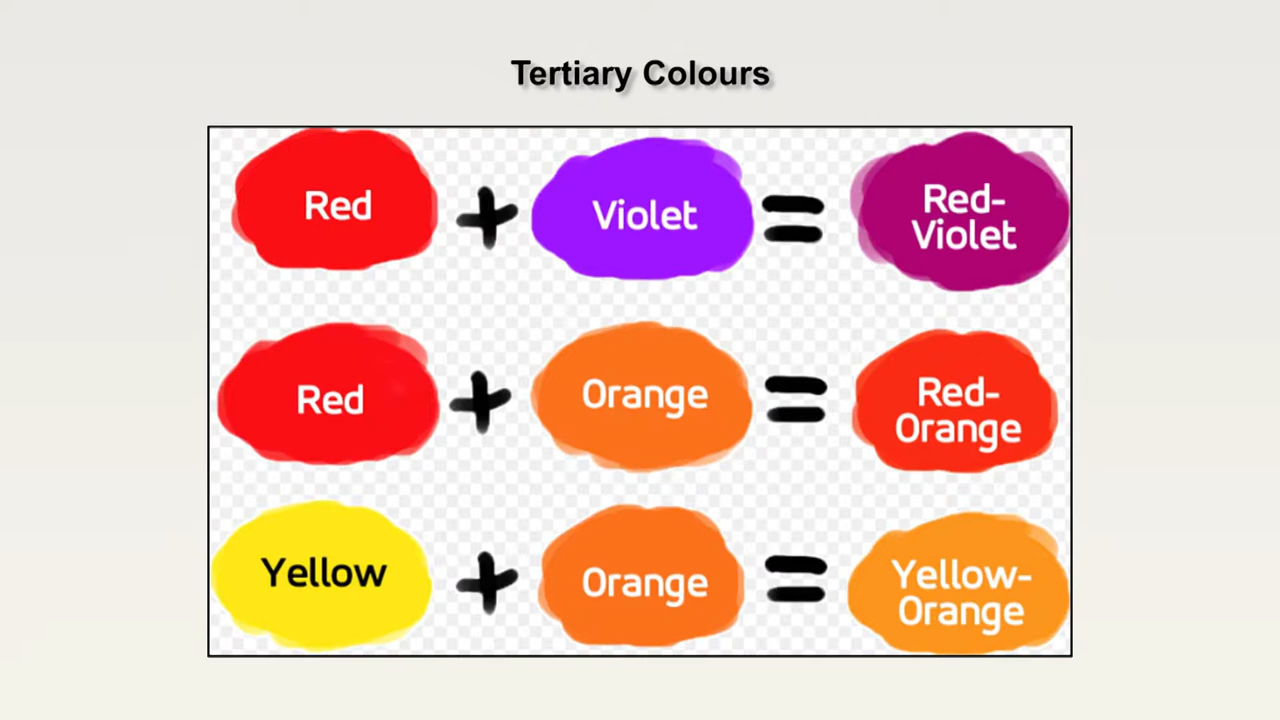 Tertiary Colours
Red + Violet = Red-
Violet
Red + Orange = Red-
Orange
Yellow + Orange = Yellow-
Orange